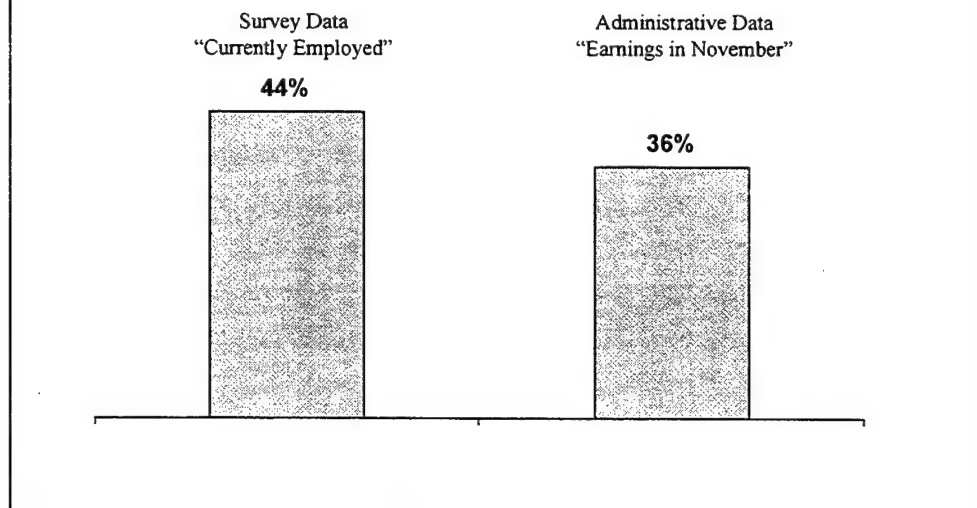 Survey Data
“Currently Employed”
44%
Administrative Data
“Earnings in November”
36%